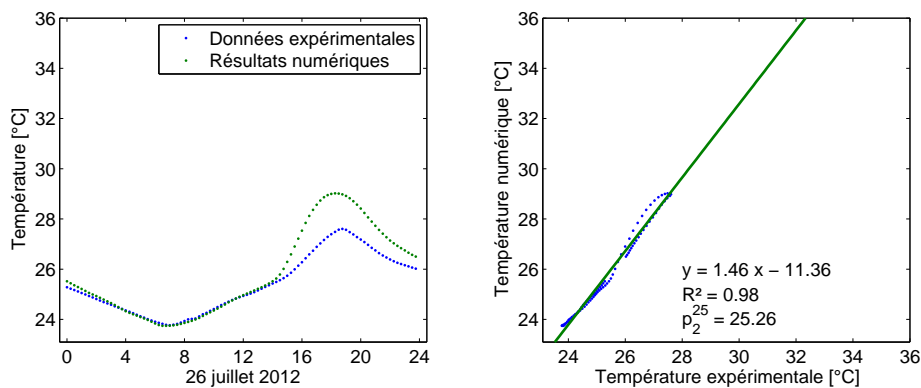 Données expérimentales
Résultats numériques
Température [°C]
36
34
32
30
28
26
24
0 4 8 12 16 20 24
26 juillet 2012
Température numérique [°C]
36
34
32
30
28
26
24
y = 1.46 x − 11.36
R² = 0.98
p₂²⁵ = 25.26
24 26 28 30 32 34 36
Température expérimentale [°C]